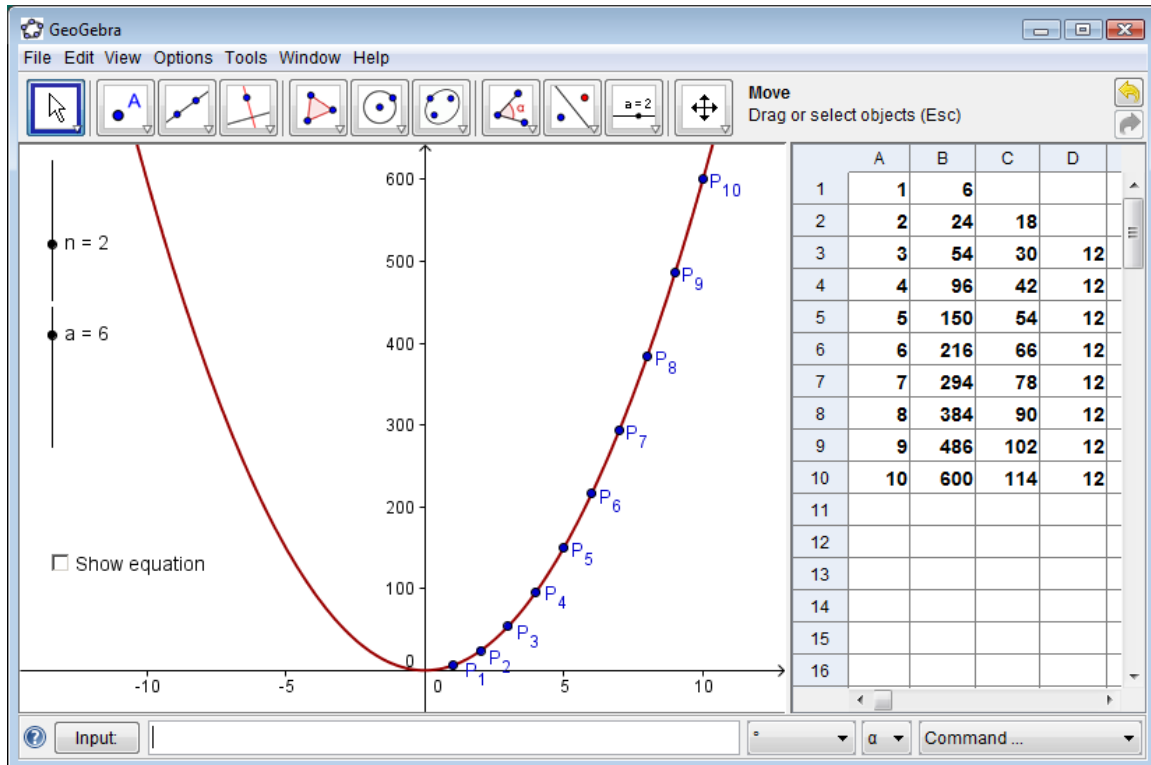 GeoGebra
File Edit View Options Tools Window Help
A
α
a = 2
Move
Drag or select objects (Esc)
n = 2
a = 6
Show equation
600
500
400
300
200
100
0
-10 -5 0 5 10
P10
P9
P8
P7
P6
P5
P4
P3
P2
P1
A B C D
1 1 6
2 2 24 18
3 3 54 30 12
4 4 96 42 12
5 5 150 54 12
6 6 216 66 12
7 7 294 78 12
8 8 384 90 12
9 9 486 102 12
10 10 600 114 12
11
12
13
14
15
16
Input: ° α Command ...